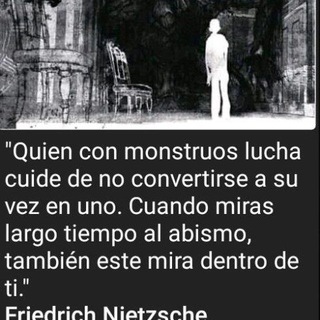 "Quien con monstruos lucha
cuide de no convertirse a su
vez en uno. Cuando miras
largo tiempo al abismo,
también este mira dentro de
ti."
Friedrich Nietzsche